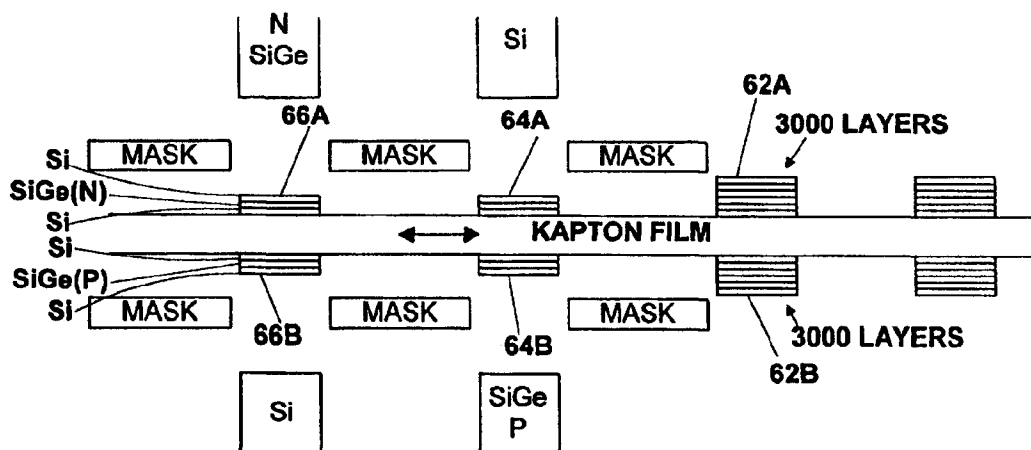 N
SiGe
Si
62A
66A
64A
3000 LAYERS
MASK
MASK
MASK
Si
SiGe(N)
Si
KAPTON FILM
Si
SiGe(P)
Si
MASK
MASK
MASK
66B
64B
3000 LAYERS
62B
Si
SiGe
P